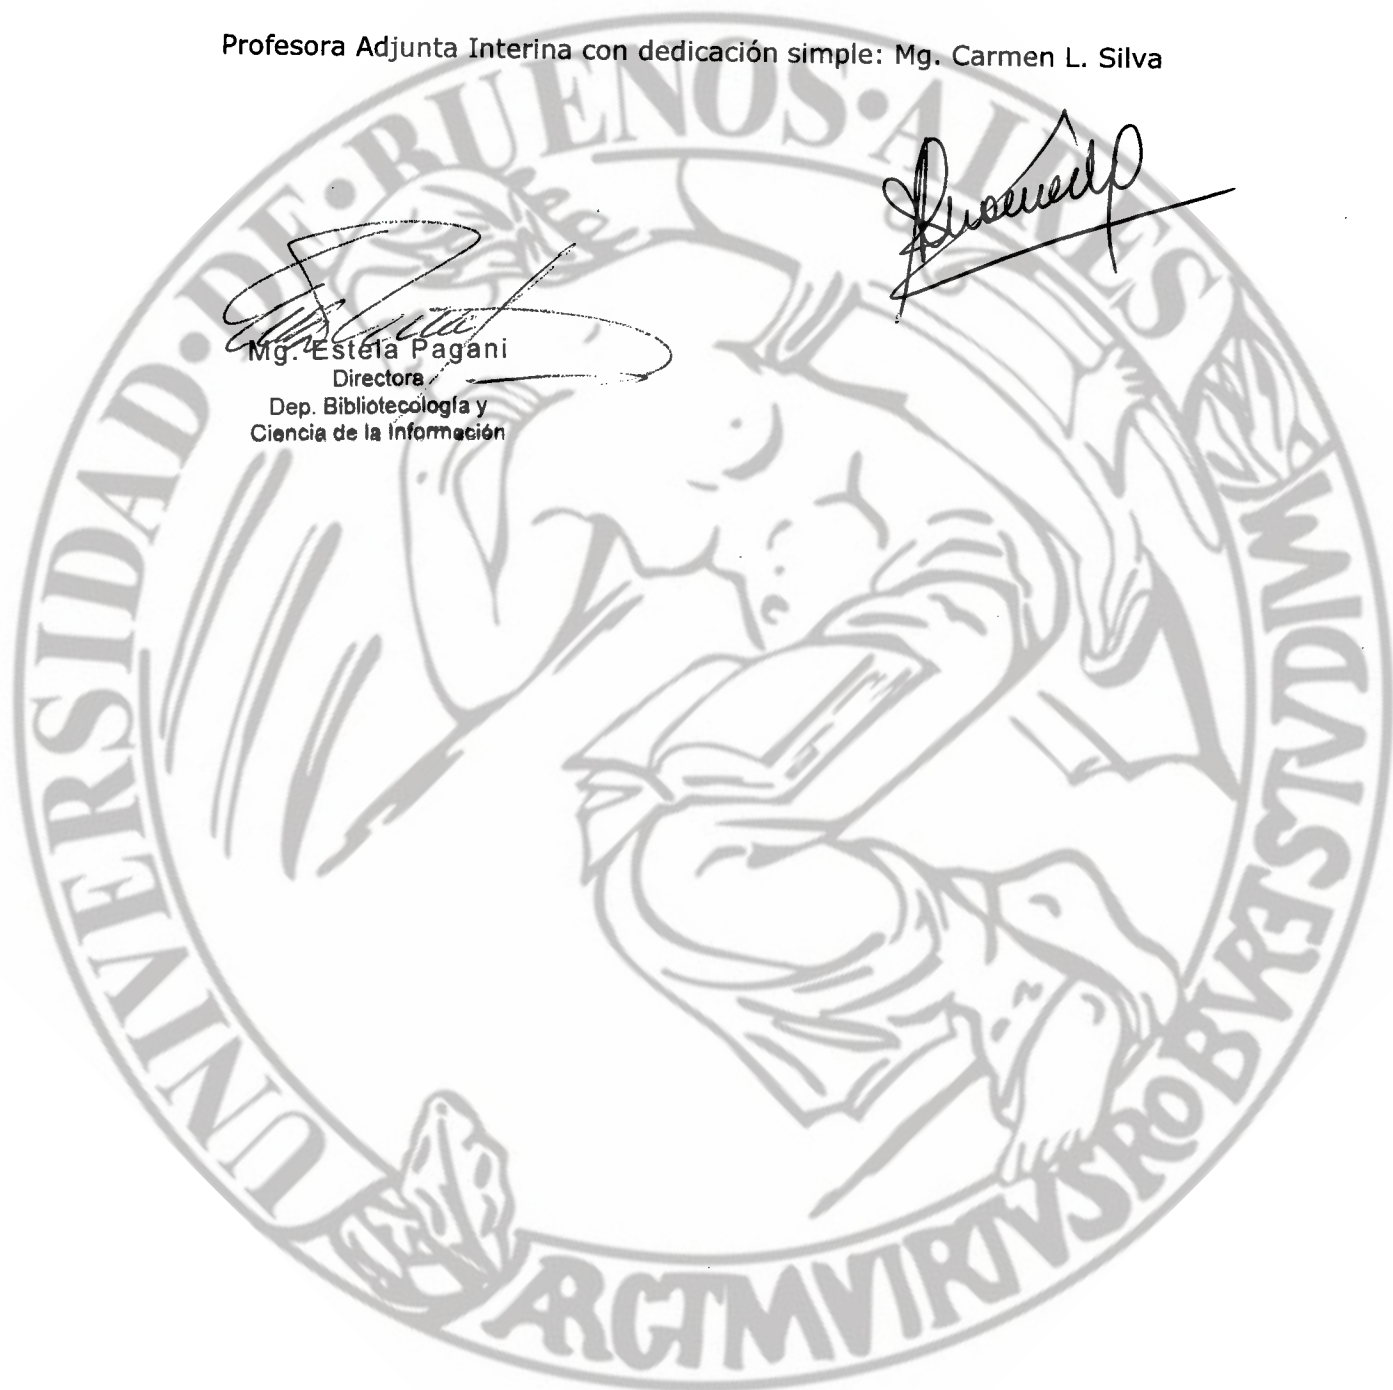 Profesora Adjunta Interina con dedicación simple: Mg. Carmen L. Silva
Mg. Estela Pagani
Directora
Dep. Bibliotecología y
Ciencia de la Información
UNIVERSIDAD•DE•BUENOS•AIRES
ARGTMVIRTVSROBVRETSTVDIVM